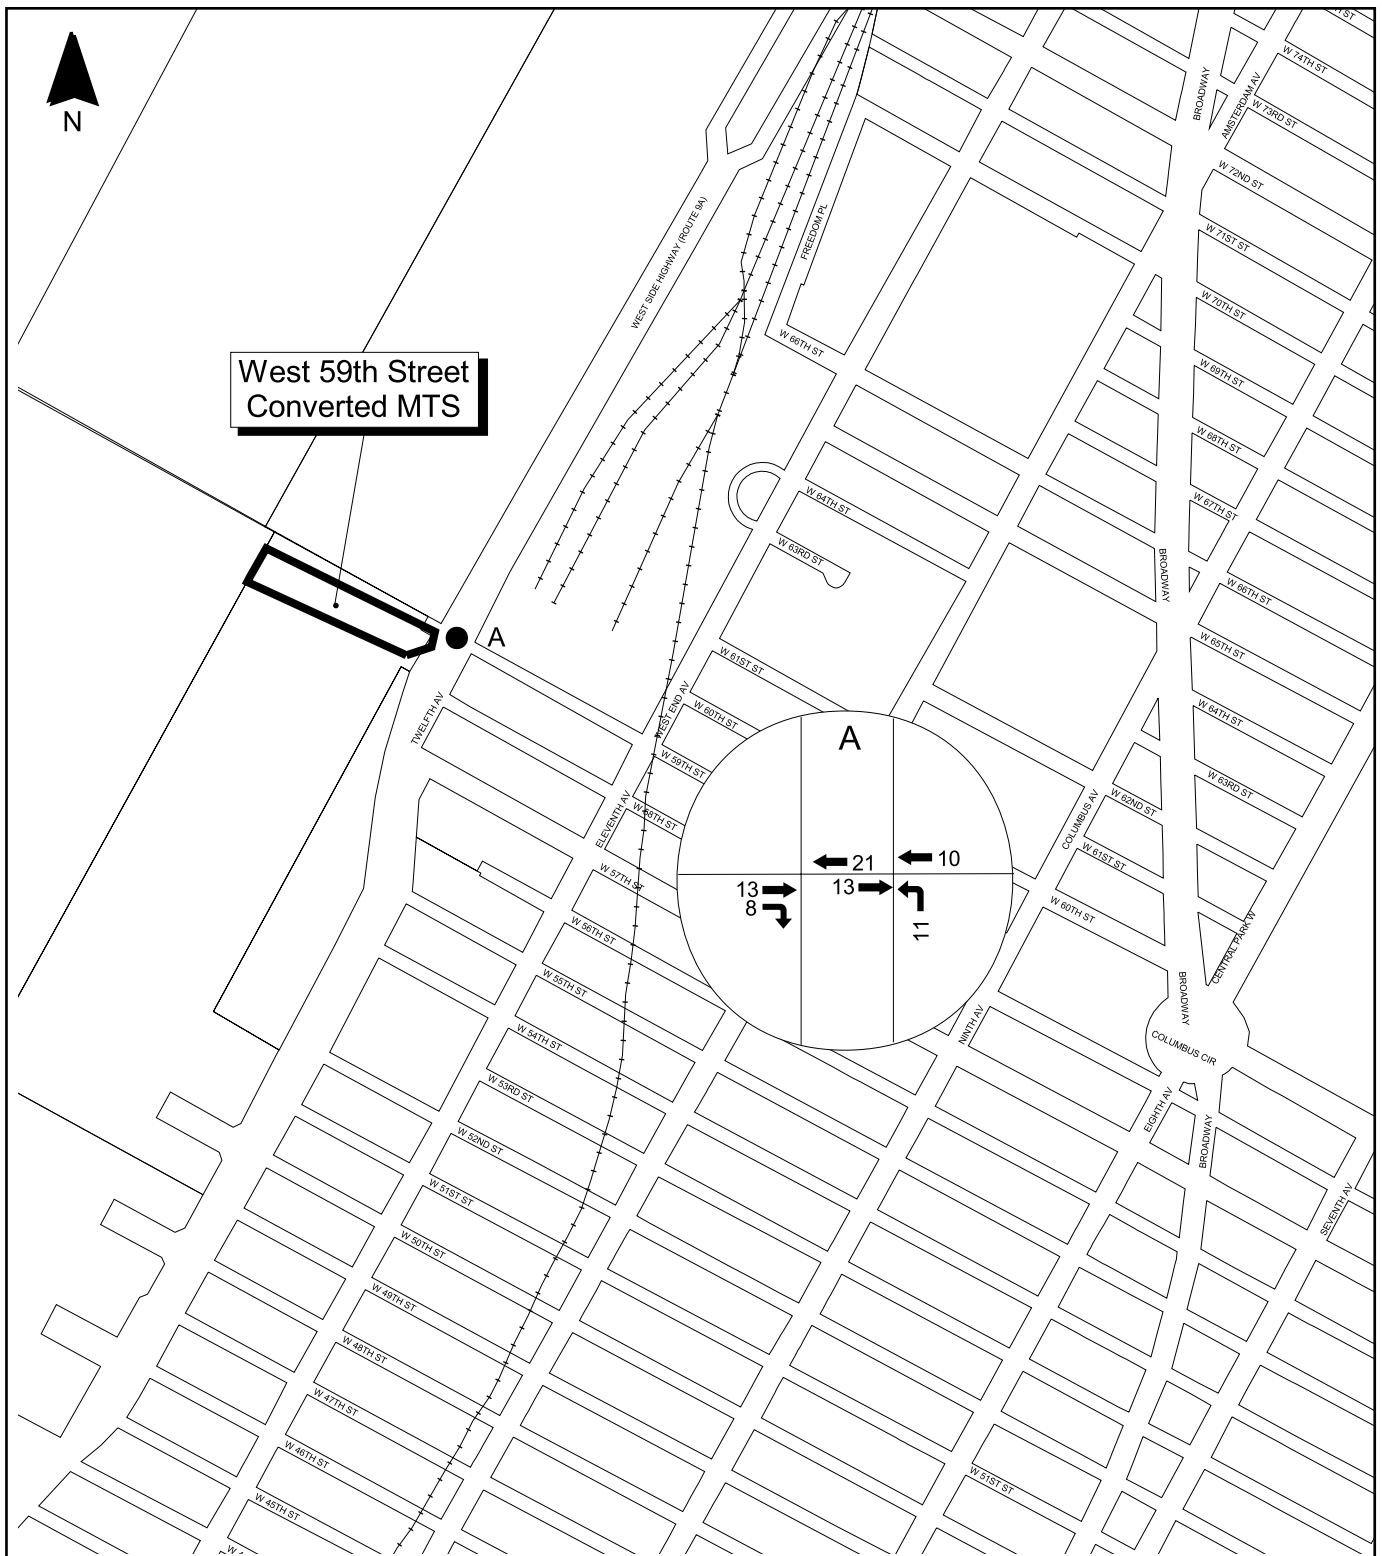 W 74TH ST
BROADWAY
AMSTERDAM AV
W 73RD ST
N
W 72ND ST
WEST SIDE HIGHWAY (ROUTE 9A)
FREEDOM PL
W 71ST ST
W 70TH ST
W 66TH ST
W 69TH ST
West 59th Street
Converted MTS
W 68TH ST
W 64TH ST
W 67TH ST
W 63RD ST
BROADWAY
W 66TH ST
A
W 65TH ST
W 61ST ST
TWELFTH AV
WEST END AV
W 60TH ST
W 64TH ST
A
W 59TH ST
W 63RD ST
W 62ND ST
COLUMBUS AV
ELEVENTH AV
W 58TH ST
W 61ST ST
21
10
W 57TH ST
13
13
8
11
W 60TH ST
W 56TH ST
CENTRAL PARK W
W 55TH ST
BROADWAY
W 54TH ST
NINTH AV
COLUMBUS CIR
W 53RD ST
EIGHTH AV
BROADWAY
W 52ND ST
W 51ST ST
SEVENTH AV
W 50TH ST
W 49TH ST
W 48TH ST
W 47TH ST
W 46TH ST
W 51ST ST
W 45TH ST